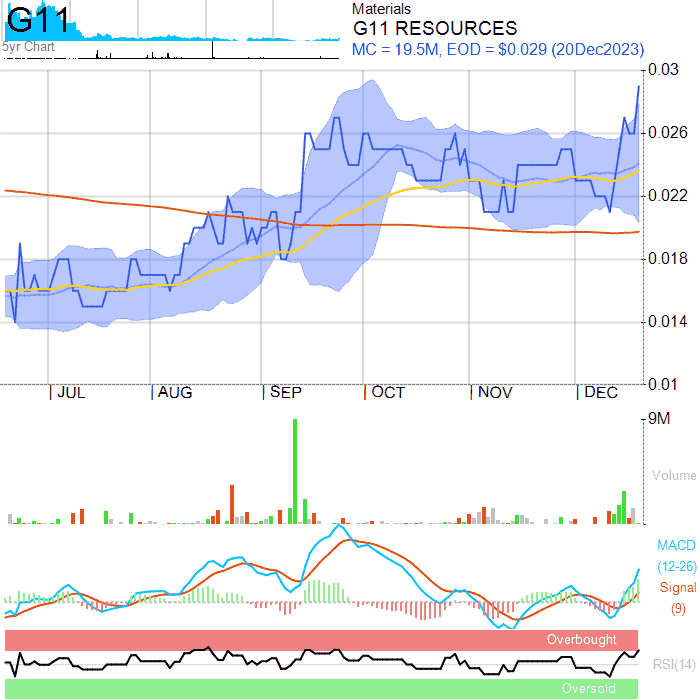 G11
5yr Chart
Materials
G11 RESOURCES
MC = 19.5M, EOD = $0.029 (20Dec2023)
0.03
0.026
0.022
0.018
0.014
0.01
JUL AUG SEP OCT NOV DEC
9M
Volume
MACD
(12-26)
Signal
(9)
Overbought
RSI(14)
Oversold